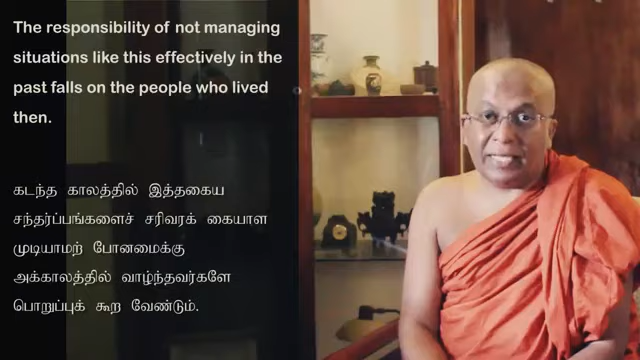 The responsibility of not managing
situations like this effectively in the
past falls on the people who lived
then.
கடந்த காலத்தில் இத்தகைய
சந்தர்ப்பங்களைச் சரிவரக் கையாள
முடியாமற் போனமைக்கு
அக்காலத்தில் வாழ்ந்தவர்களே
பொறுப்புக் கூற வேண்டும்.